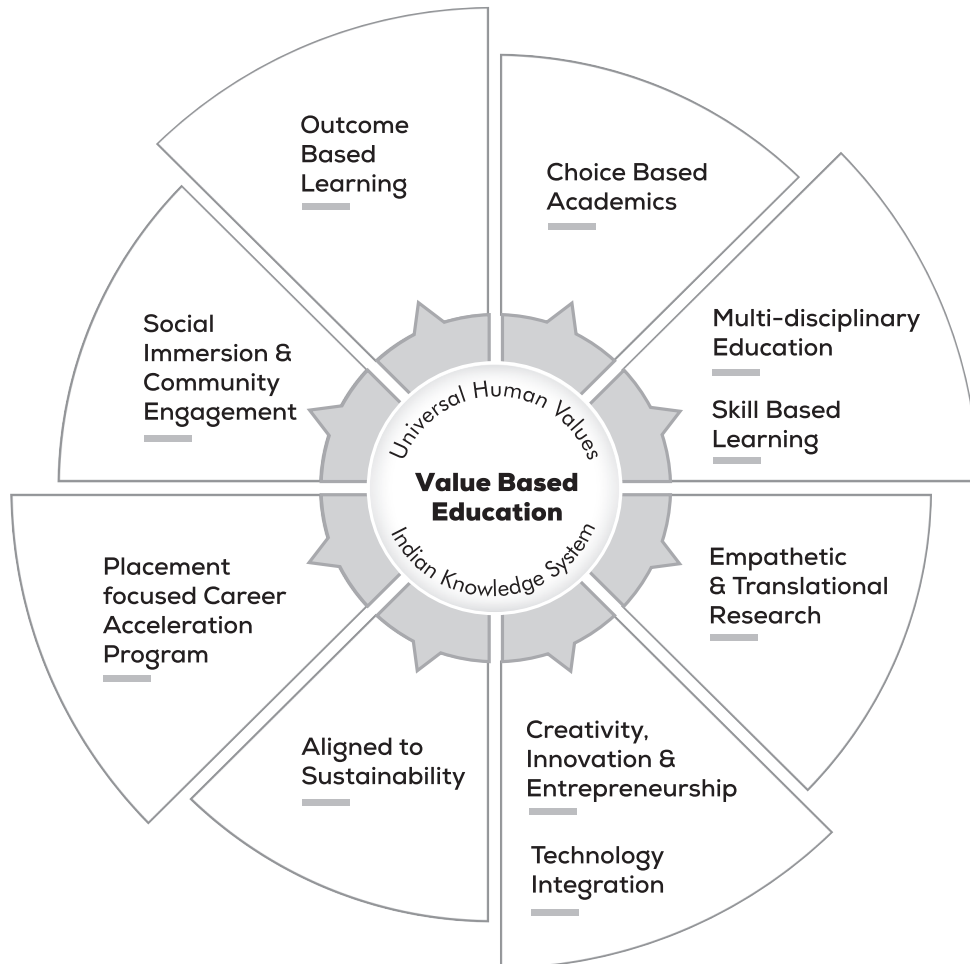 Outcome
Based
Learning
Choice Based
Academics
Multi-disciplinary
Education
Skill Based
Learning
Social
Immersion &
Community
Engagement
Universal Human Values
Value Based
Education
Indian Knowledge System
Empathetic
& Translational
Research
Placement
focused Career
Acceleration
Program
Aligned to
Sustainability
Creativity,
Innovation &
Entrepreneurship
Technology
Integration